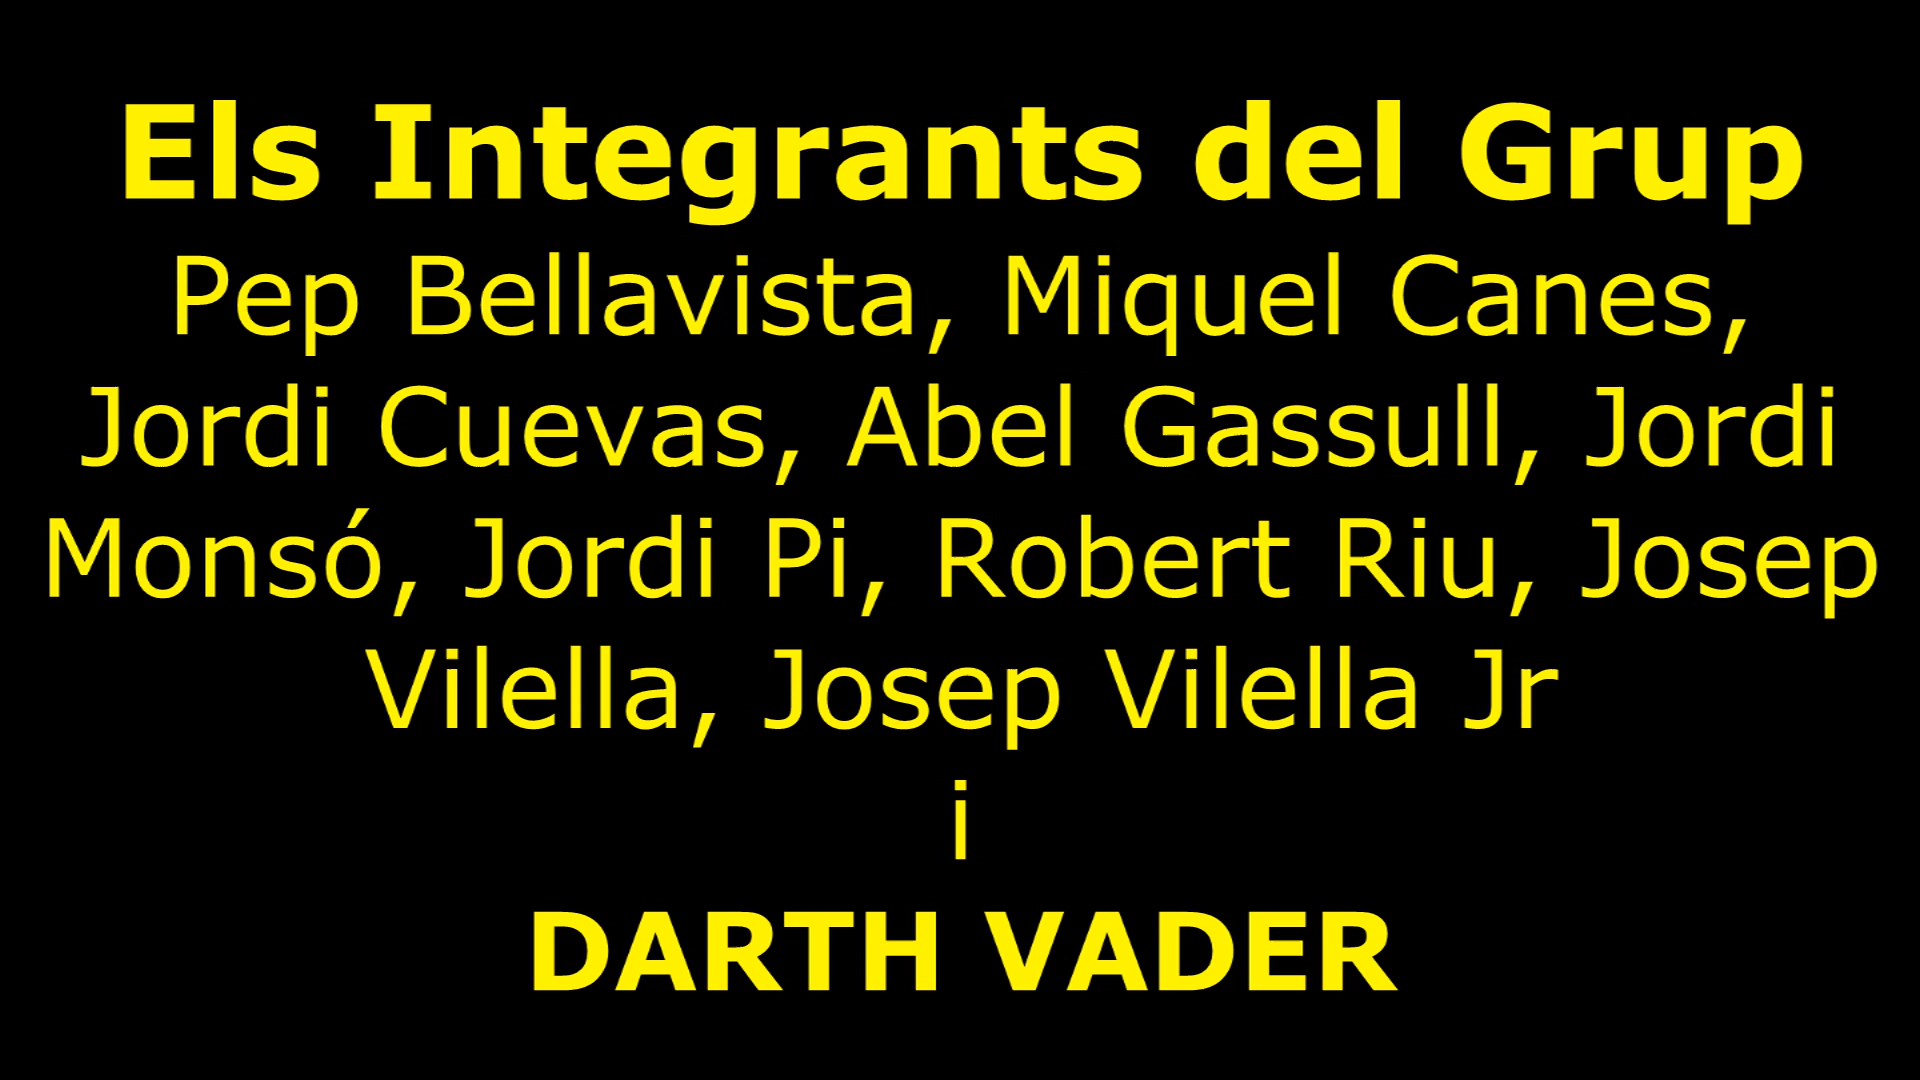 Els Integrants del Grup
Pep Bellavista, Miquel Canes,
Jordi Cuevas, Abel Gassull, Jordi
Monsó, Jordi Pi, Robert Riu, Josep
Vilella, Josep Vilella Jr
i
DARTH VADER